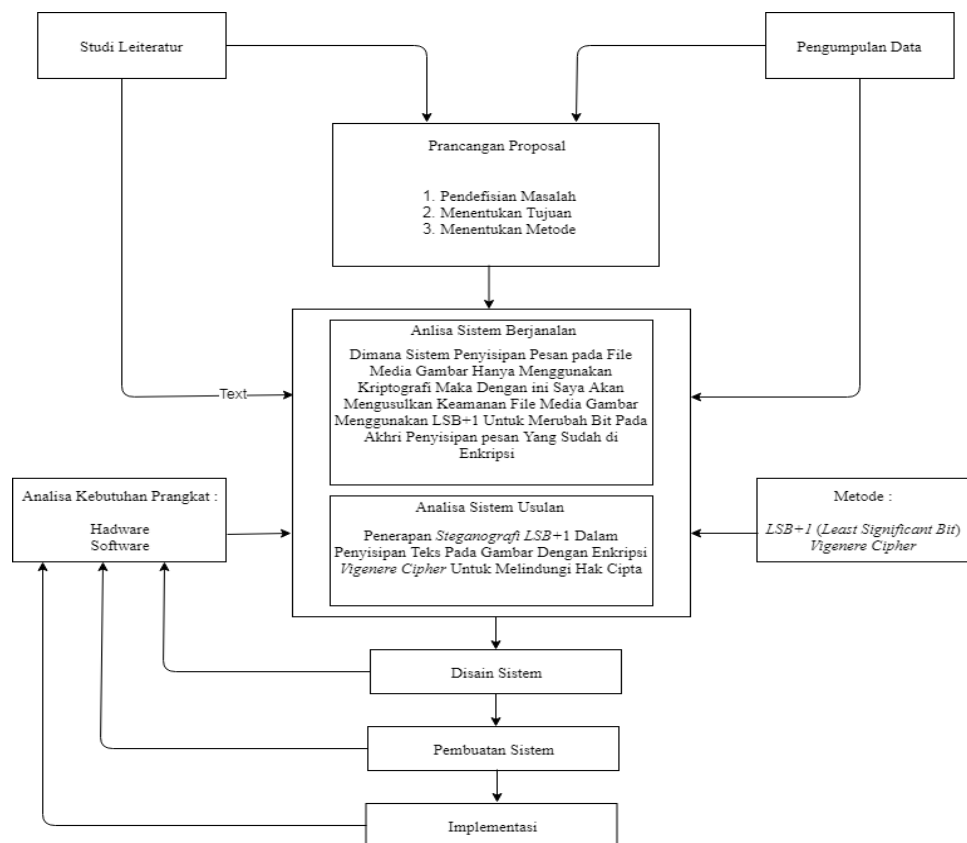 Studi Leiteratur
Pengumpulan Data
Prancangan Proposal
1. Pendefisian Masalah
2. Menentukan Tujuan
3. Menentukan Metode
Anlisa Sistem Berjanalan
Dimana Sistem Penyisipan Pesan pada File
Media Gambar Hanya Menggunakan
Kriptografi Maka Dengan ini Saya Akan
Mengusulkan Keamanan File Media Gambar
Menggunakan LSB+1 Untuk Merubah Bit Pada
Akhri Penyisipan pesan Yang Sudah di
Enkripsi
Text
Analisa Kebutuhan Prangkat :
Hadware
Software
Analisa Sistem Usulan
Penerapan Steganografi LSB+1 Dalam
Penyisipan Teks Pada Gambar Dengan Enkripsi
Vigenere Cipher Untuk Melindungi Hak Cipta
Metode :
LSB+1 (Least Significant Bit)
Vigenere Cipher
Disain Sistem
Pembuatan Sistem
Implementasi